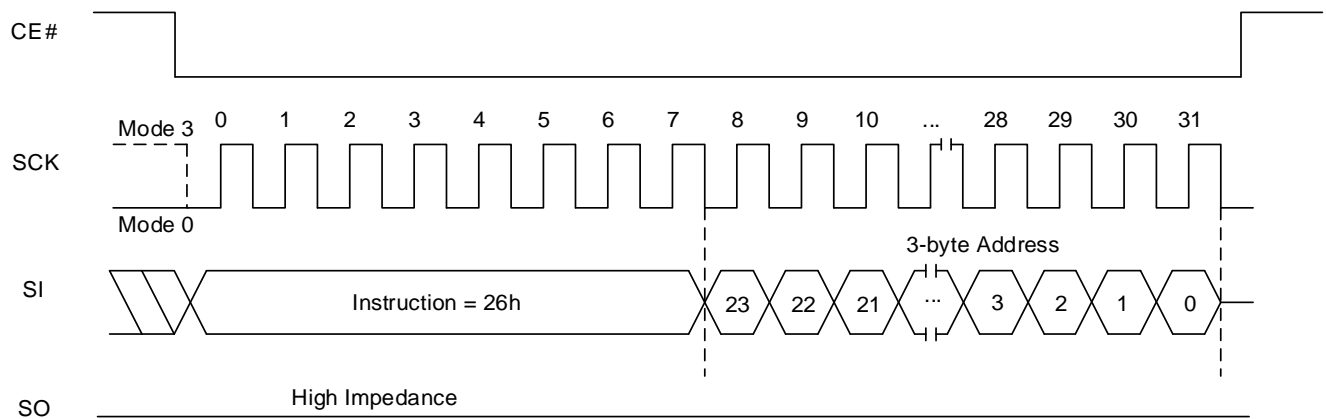 CE#
Mode 3 0 1 2 3 4 5 6 7 8 9 10 ... 28 29 30 31
SCK
Mode 0
3-byte Address
SI Instruction = 26h 23 22 21 ... 3 2 1 0
High Impedance
SO